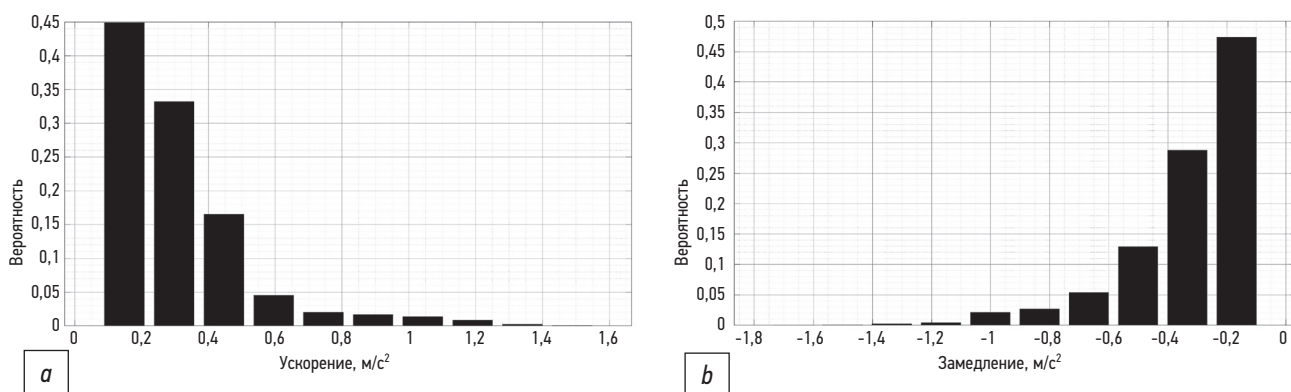 0,45
0,4
0,35
0,3
0,25
0,2
0,15
0,1
0,05
0
Вероятность
0 0,2 0,4 0,6 0,8 1 1,2 1,4 1,6
Ускорение, м/с²
a
0,5
0,45
0,4
0,35
0,3
0,25
0,2
0,15
0,1
0,05
0
Вероятность
-1,8 -1,6 -1,4 -1,2 -1 -0,8 -0,6 -0,4 -0,2 0
Замедление, м/с²
b